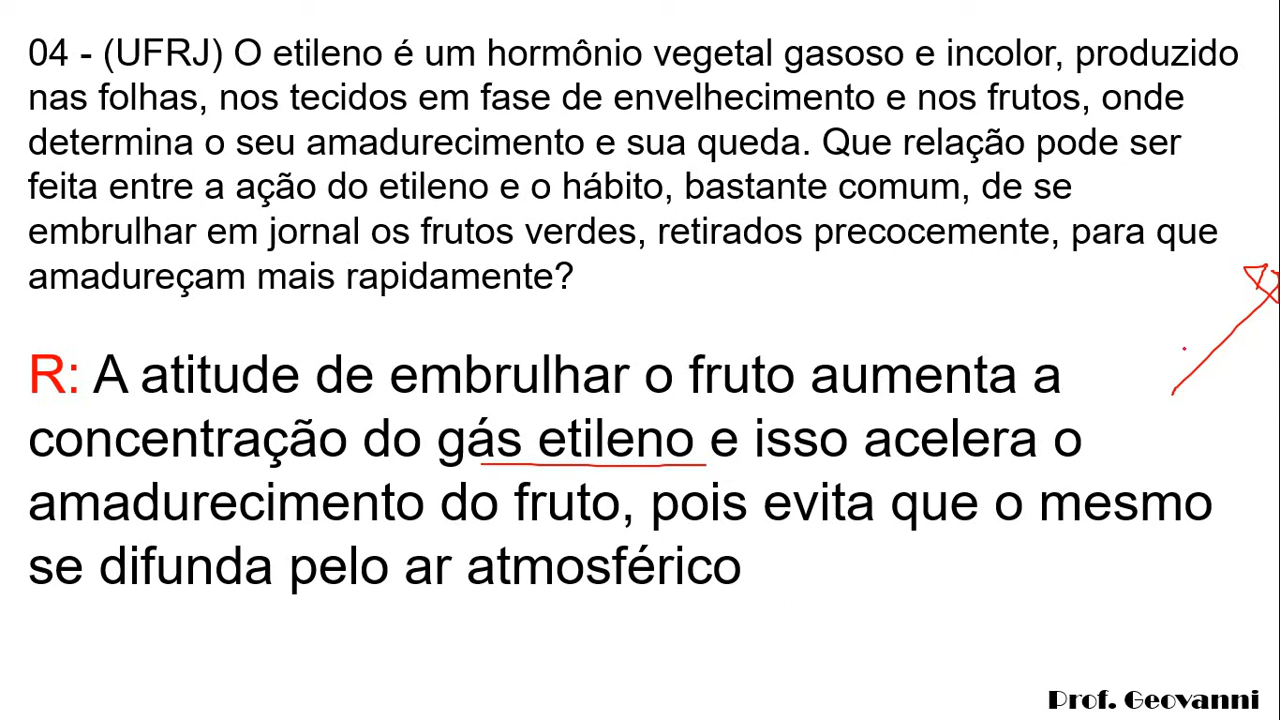 04 - (UFRJ) O etileno é um hormônio vegetal gasoso e incolor, produzido
nas folhas, nos tecidos em fase de envelhecimento e nos frutos, onde
determina o seu amadurecimento e sua queda. Que relação pode ser
feita entre a ação do etileno e o hábito, bastante comum, de se
embrulhar em jornal os frutos verdes, retirados precocemente, para que
amadureçam mais rapidamente?
R: A atitude de embrulhar o fruto aumenta a
concentração do gás etileno e isso acelera o
amadurecimento do fruto, pois evita que o mesmo
se difunda pelo ar atmosférico
Prof. Geovanni